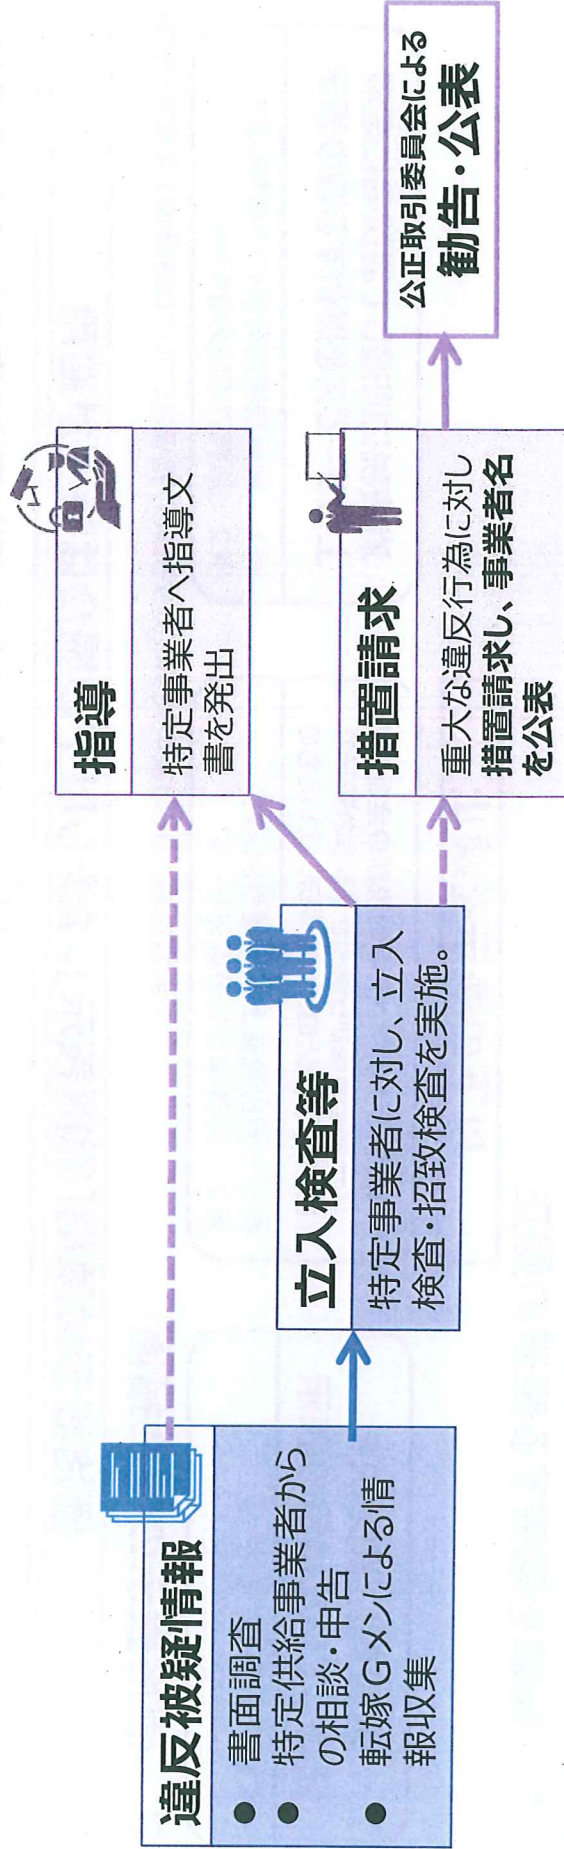 違反被疑情報
● 書面調査
● 特定供給事業者から
の相談・申告
● 転嫁Gメンによる情
報収集
立入検査等
特定事業者に対し、立入
検査・招致検査を実施。
指導
特定事業者へ指導文
書を発出
措置請求
重大な違反行為に対し
措置請求し、事業者名
を公表
公正取引委員会による
勧告・公表